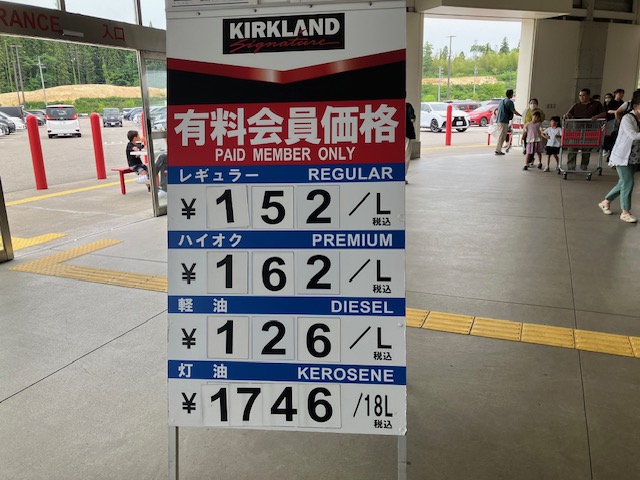 RANCE 入口
KIRKLAND
Signature
有料会員価格
PAID MEMBER ONLY
レギュラー REGULAR
¥ 152 /L
税込
ハイオク PREMIUM
¥ 162 /L
税込
軽油 DIESEL
¥ 126 /L
税込
灯油 KEROSENE
¥ 1746 /18L
税込